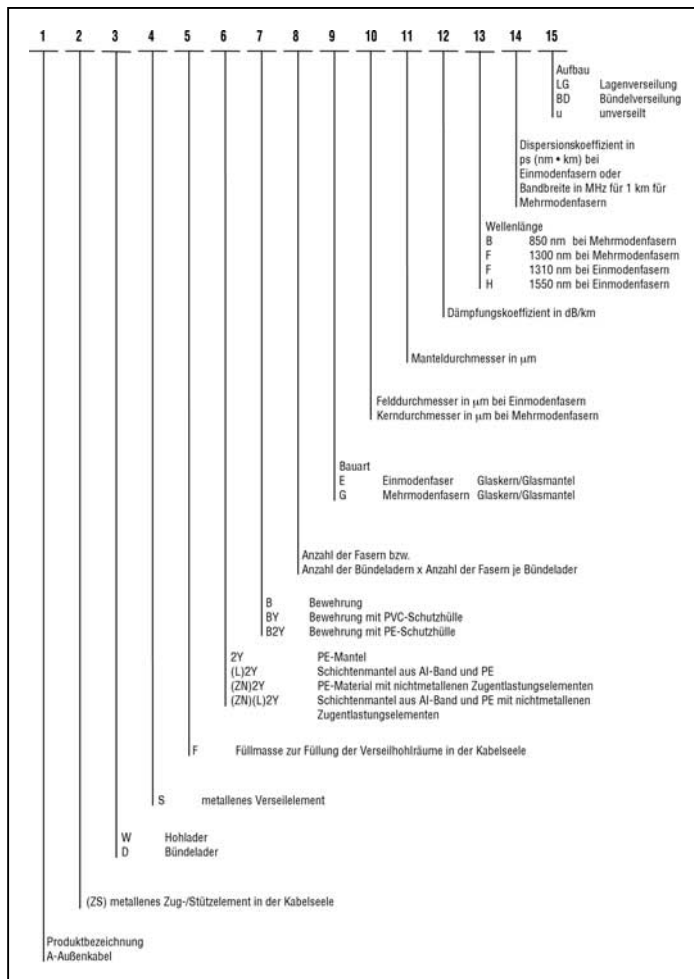 1 2 3 4 5 6 7 8 9 10 11 12 13 14 15
Aufbau
LG Lagenverseilung
BD Bündelverseilung
u unverseilt
Dispersionskoeffizient in
ps (nm • km) bei
Einmodenfasern oder
Bandbreite in MHz für 1 km für
Mehrmodenfasern
Wellenlänge
B 850 nm bei Mehrmodenfasern
F 1300 nm bei Mehrmodenfasern
F 1310 nm bei Einmodenfasern
H 1550 nm bei Einmodenfasern
Dämpfungskoeffizient in dB/km
Manteldurchmesser in µm
Felddurchmesser in µm bei Einmodenfasern
Kerndurchmesser in µm bei Mehrmodenfasern
Bauart
E Einmodenfaser Glaskern/Glasmantel
G Mehrmodenfasern Glaskern/Glasmantel
Anzahl der Fasern bzw.
Anzahl der Bündeladern x Anzahl der Fasern je Bündelader
B Bewehrung
BY Bewehrung mit PVC-Schutzhülle
B2Y Bewehrung mit PE-Schutzhülle
2Y PE-Mantel
(L)2Y Schichtenmantel aus Al-Band und PE
(ZN)2Y PE-Material mit nichtmetallenen Zugentlastungselementen
(ZN)(L)2Y Schichtenmantel aus Al-Band und PE mit nichtmetallenen
Zugentlastungselementen
F Füllmasse zur Füllung der Verseilhohlräume in der Kabelseele
S metallenes Verseilelement
W Hohlader
D Bündelader
(ZS) metallenes Zug-/Stützelement in der Kabelseele
Produktbezeichnung
A-Außenkabel